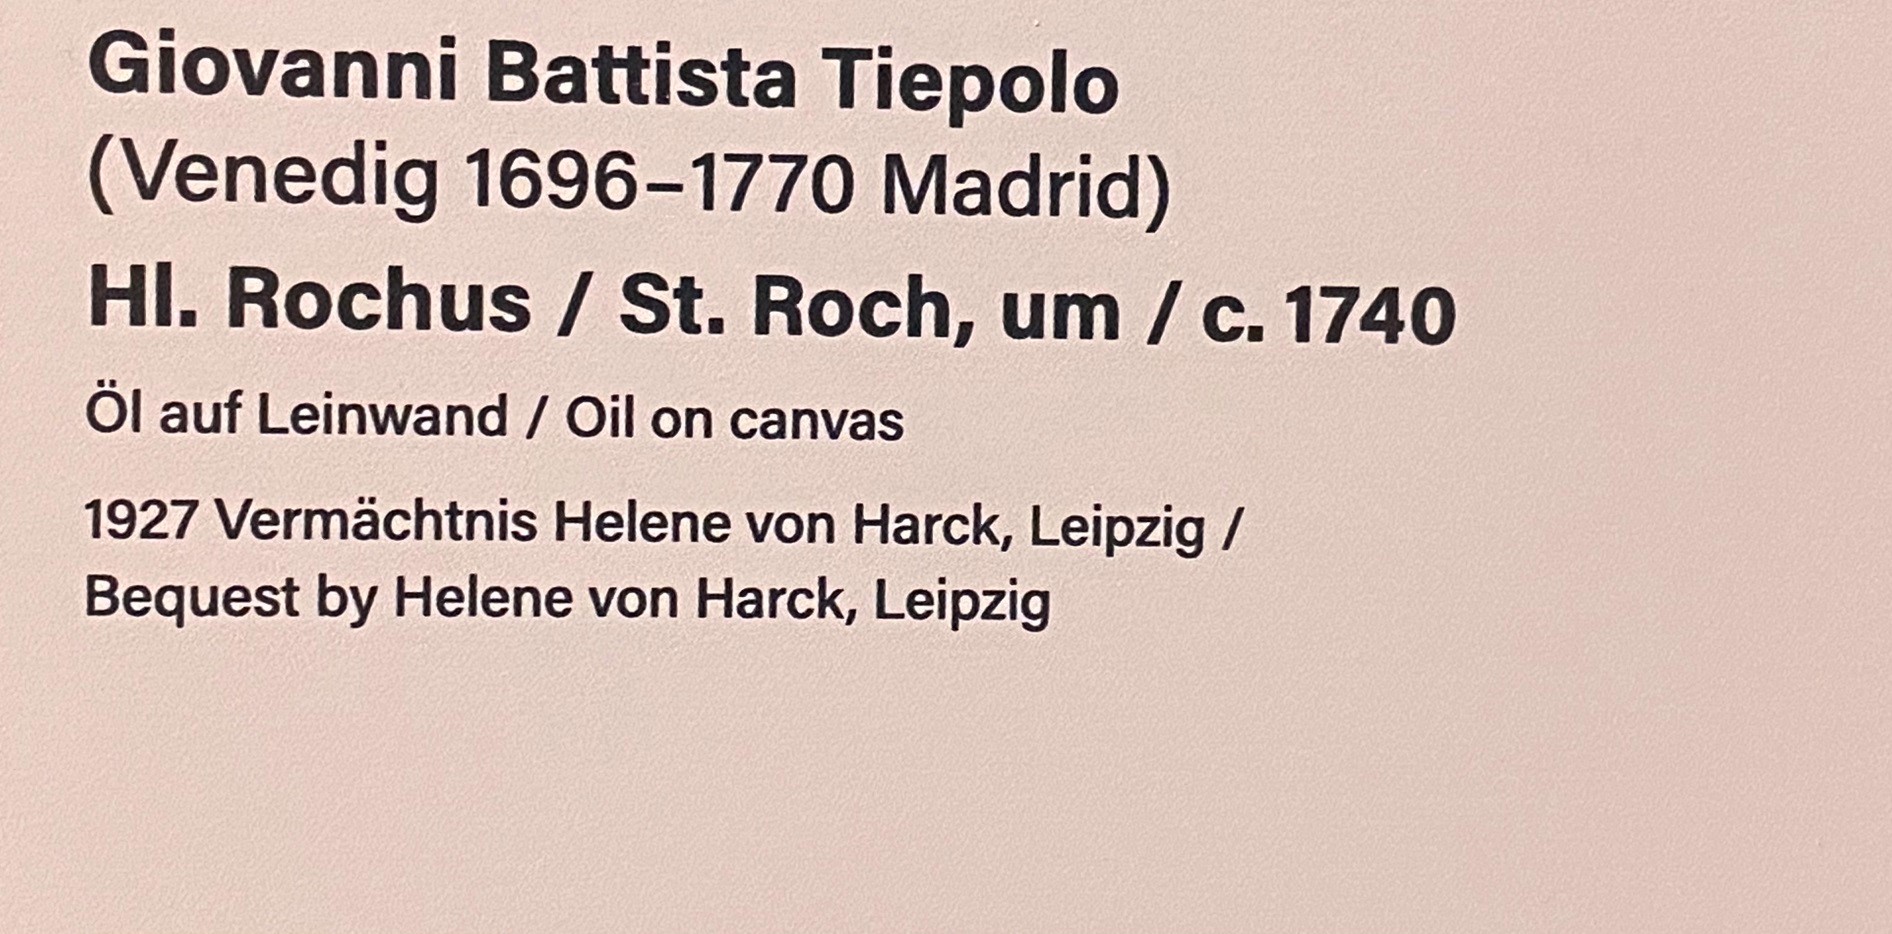 Giovanni Battista Tiepolo
(Venedig 1696–1770 Madrid)
Hl. Rochus / St. Roch, um / c. 1740
Öl auf Leinwand / Oil on canvas
1927 Vermächtnis Helene von Harck, Leipzig /
Bequest by Helene von Harck, Leipzig